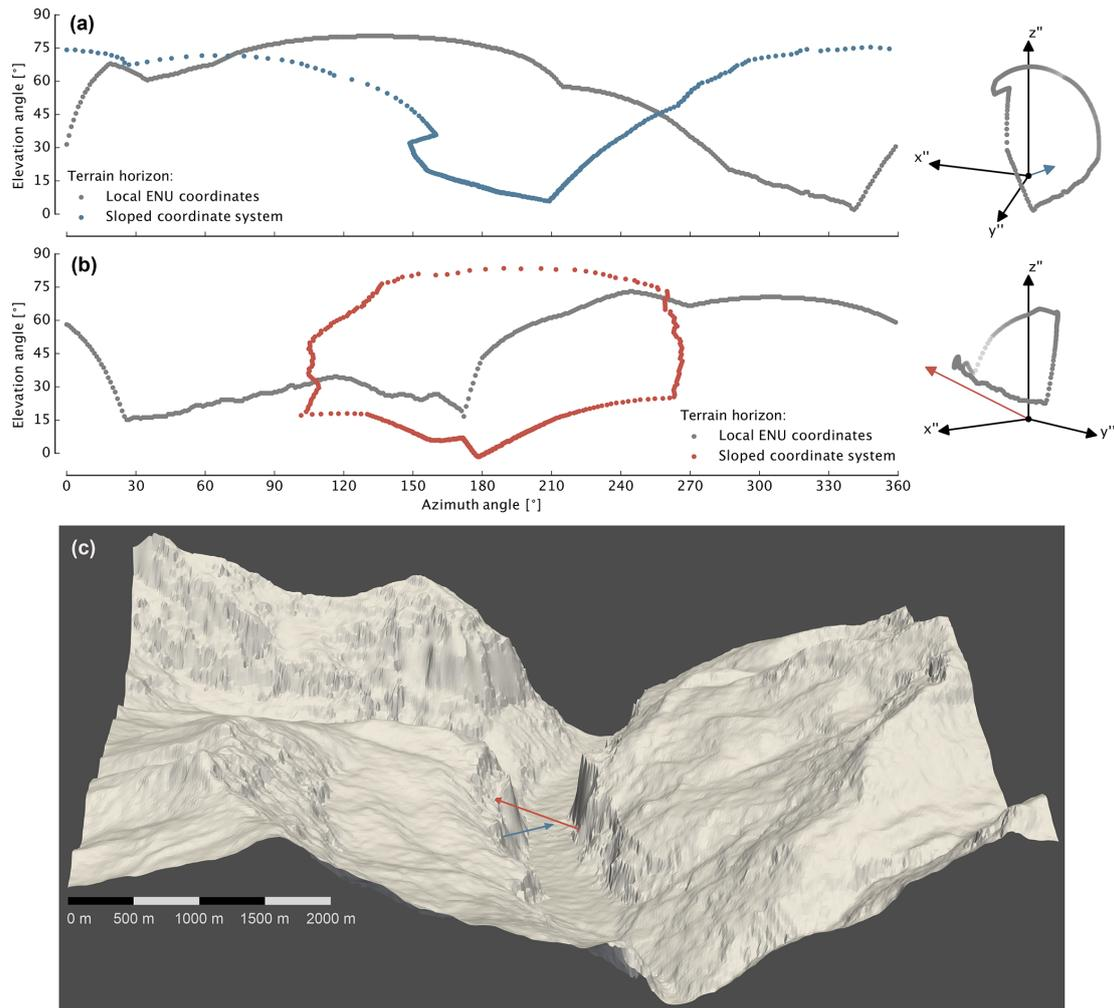 (a)
90
75
60
45
30
15
0
Elevation angle [°]
Terrain horizon:
Local ENU coordinates
Sloped coordinate system
z''
x''
y''
(b)
90
75
60
45
30
15
0
Elevation angle [°]
Terrain horizon:
Local ENU coordinates
Sloped coordinate system
z''
x''
y''
0 30 60 90 120 150 180 210 240 270 300 330 360
Azimuth angle [°]
(c)
0 m 500 m 1000 m 1500 m 2000 m